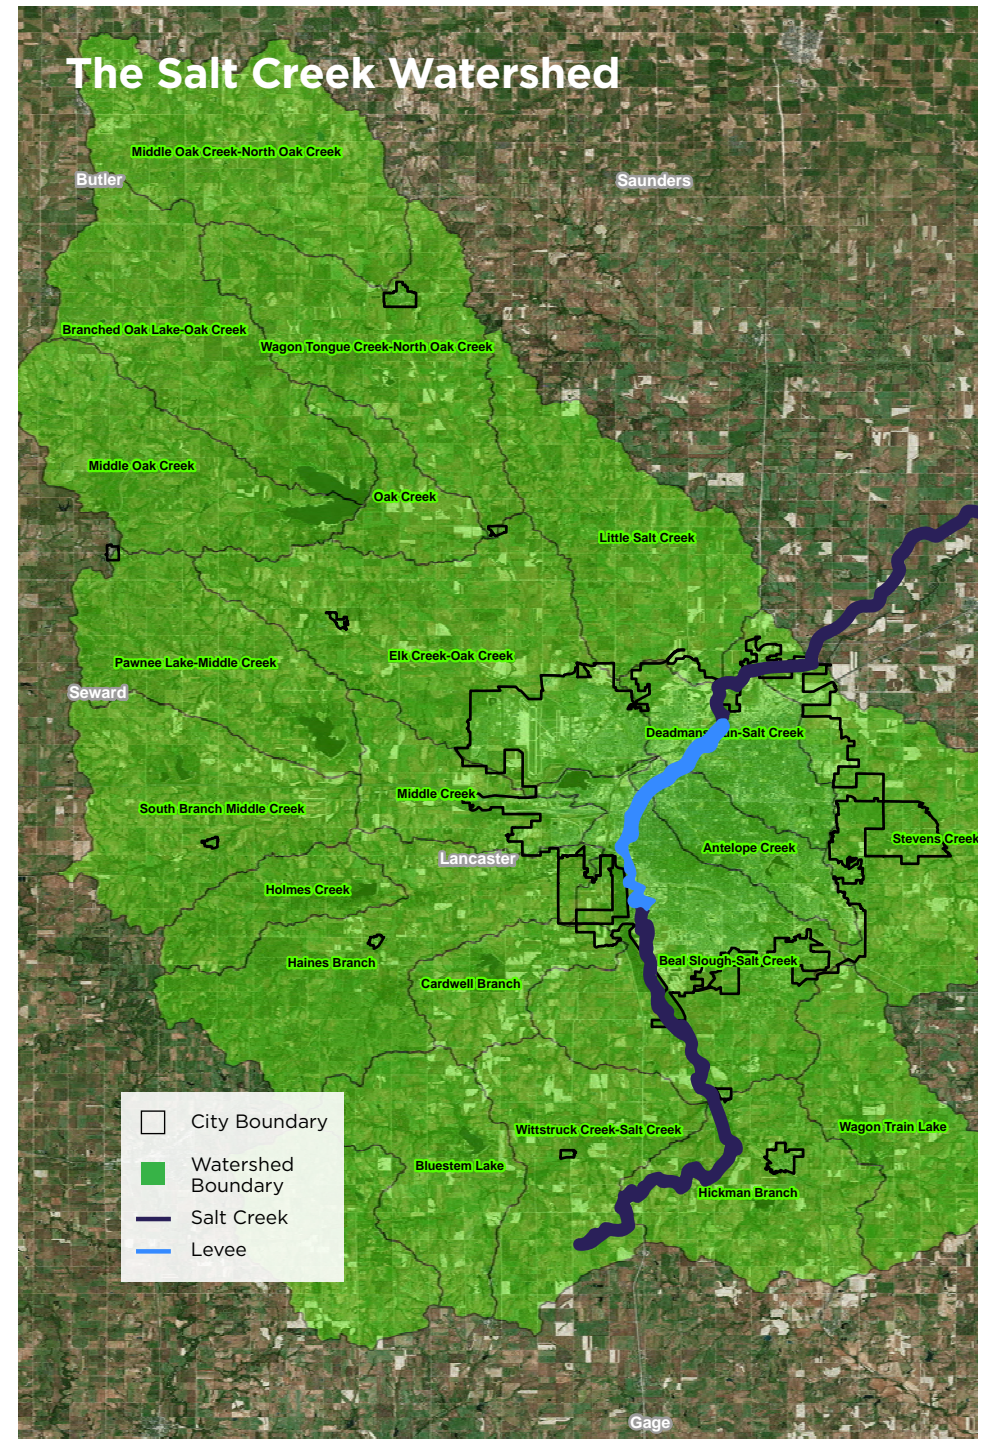 The Salt Creek Watershed
Middle Oak Creek-North Oak Creek
Butler
Saunders
Branched Oak Lake-Oak Creek
Wagon Tongue Creek-North Oak Creek
Middle Oak Creek
Oak Creek
Little Salt Creek
Elk Creek-Oak Creek
Pawnee Lake-Middle Creek
Seward
Deadmans Run-Salt Creek
Middle Creek
South Branch Middle Creek
Stevens Creek
Antelope Creek
Lancaster
Holmes Creek
Haines Branch
Beal Slough-Salt Creek
Cardwell Branch
City Boundary
Wittstruck Creek-Salt Creek
Wagon Train Lake
Watershed
Boundary
Bluestem Lake
Hickman Branch
Salt Creek
Levee
Gage